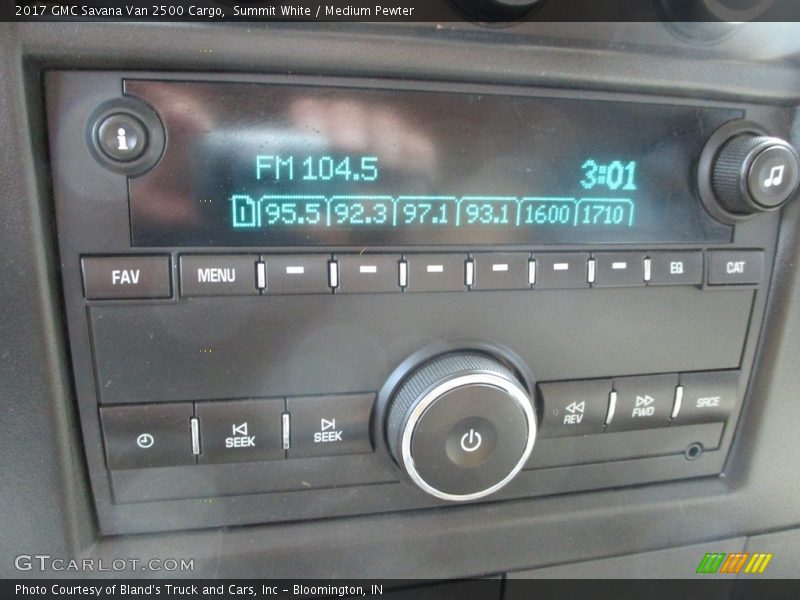 2017 GMC Savana Van 2500 Cargo,  Summit White / Medium Pewter
i
FM 104.5 3:01
1 95.5 92.3 97.1 93.1 1600 1710
FAV MENU EQ CAT
SEEK SEEK REV FWD SRCE
GTCARLOT.COM
Photo Courtesy of Bland's Truck and Cars, Inc – Bloomington, IN